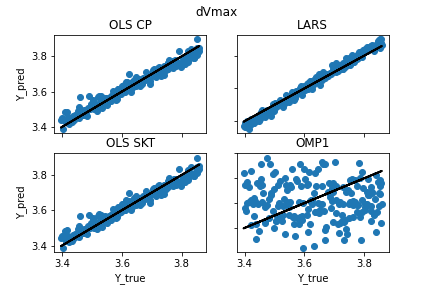 dVmax
OLS CP
LARS
3.8
3.6
3.4
Y_pred
OLS SKT
OMP1
3.8
3.6
3.4
Y_pred
3.4
3.6
3.8
3.4
3.6
3.8
Y_true
Y_true